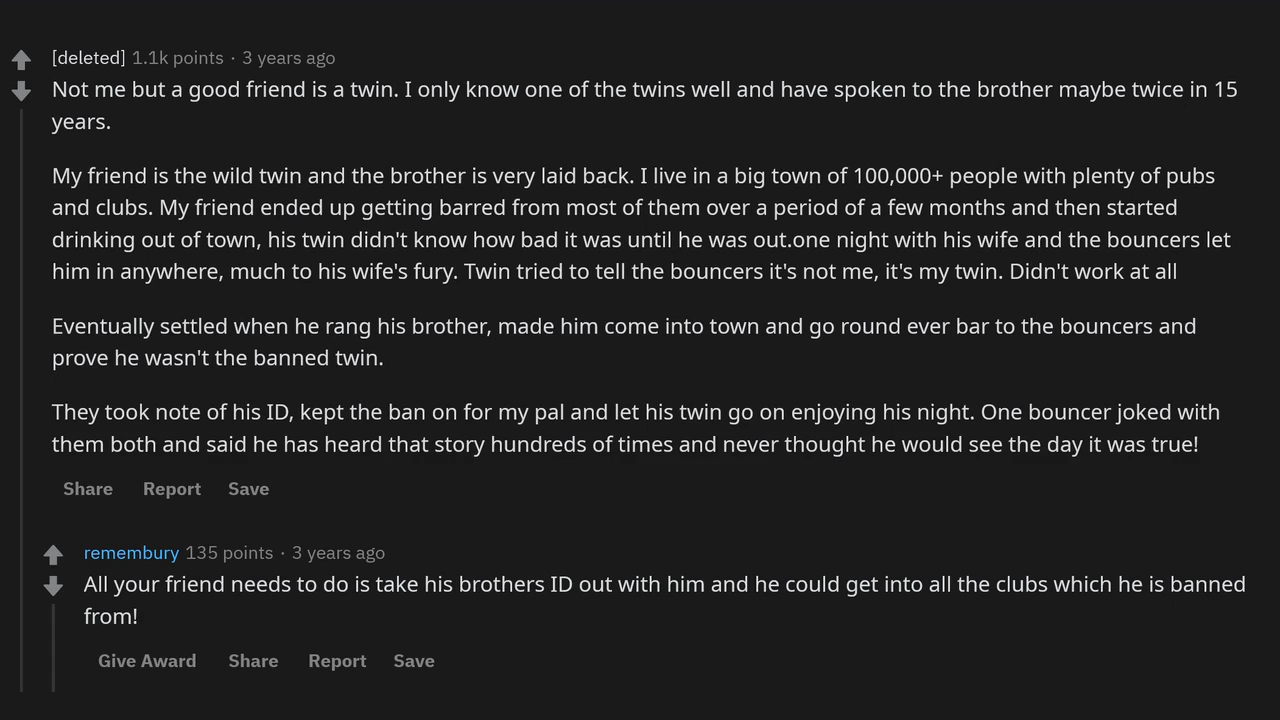 [deleted] 1.1k points · 3 years ago
Not me but a good friend is a twin. I only know one of the twins well and have spoken to the brother maybe twice in 15
years.
My friend is the wild twin and the brother is very laid back. I live in a big town of 100,000+ people with plenty of pubs
and clubs. My friend ended up getting barred from most of them over a period of a few months and then started
drinking out of town, his twin didn't know how bad it was until he was out.one night with his wife and the bouncers let
him in anywhere, much to his wife's fury. Twin tried to tell the bouncers it's not me, it's my twin. Didn't work at all
Eventually settled when he rang his brother, made him come into town and go round ever bar to the bouncers and
prove he wasn't the banned twin.
They took note of his ID, kept the ban on for my pal and let his twin go on enjoying his night. One bouncer joked with
them both and said he has heard that story hundreds of times and never thought he would see the day it was true!
Share Report Save
remembury 135 points · 3 years ago
All your friend needs to do is take his brothers ID out with him and he could get into all the clubs which he is banned
from!
Give Award Share Report Save